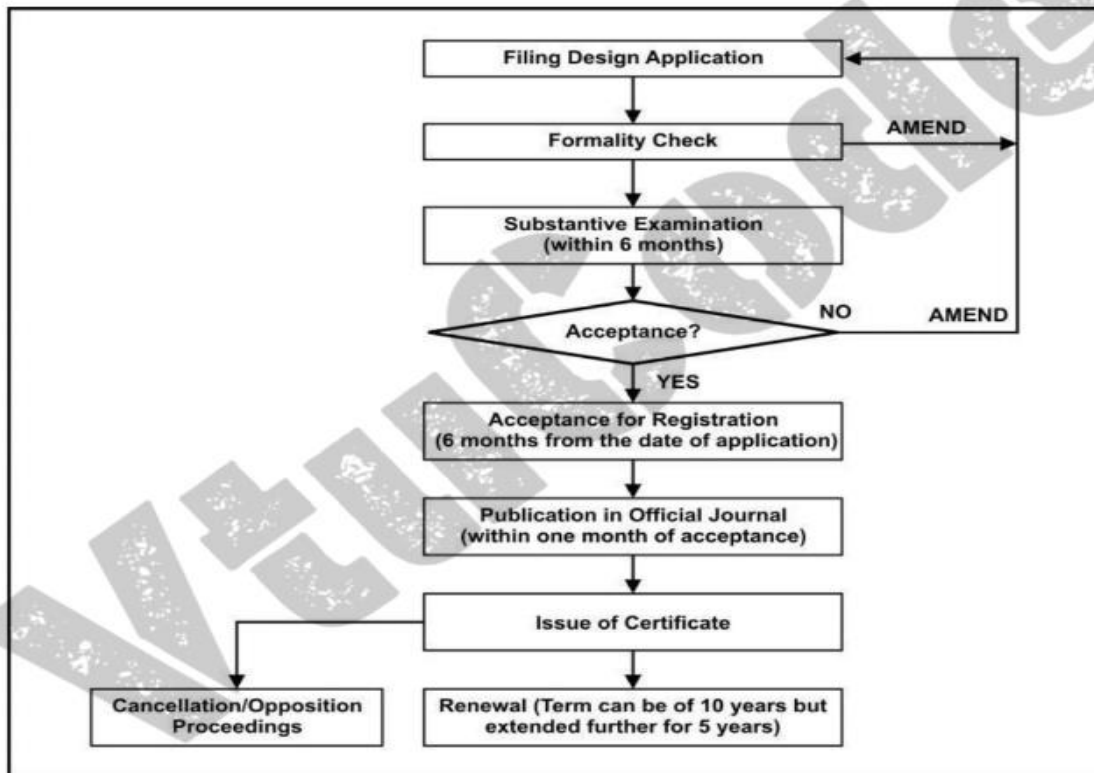 Filing Design Application
Formality Check
AMEND
Substantive Examination
(within 6 months)
Acceptance?
NO
AMEND
YES
Acceptance for Registration
(6 months from the date of application)
Publication in Official Journal
(within one month of acceptance)
Issue of Certificate
Cancellation/Opposition
Proceedings
Renewal (Term can be of 10 years but
extended further for 5 years)
VtuCode